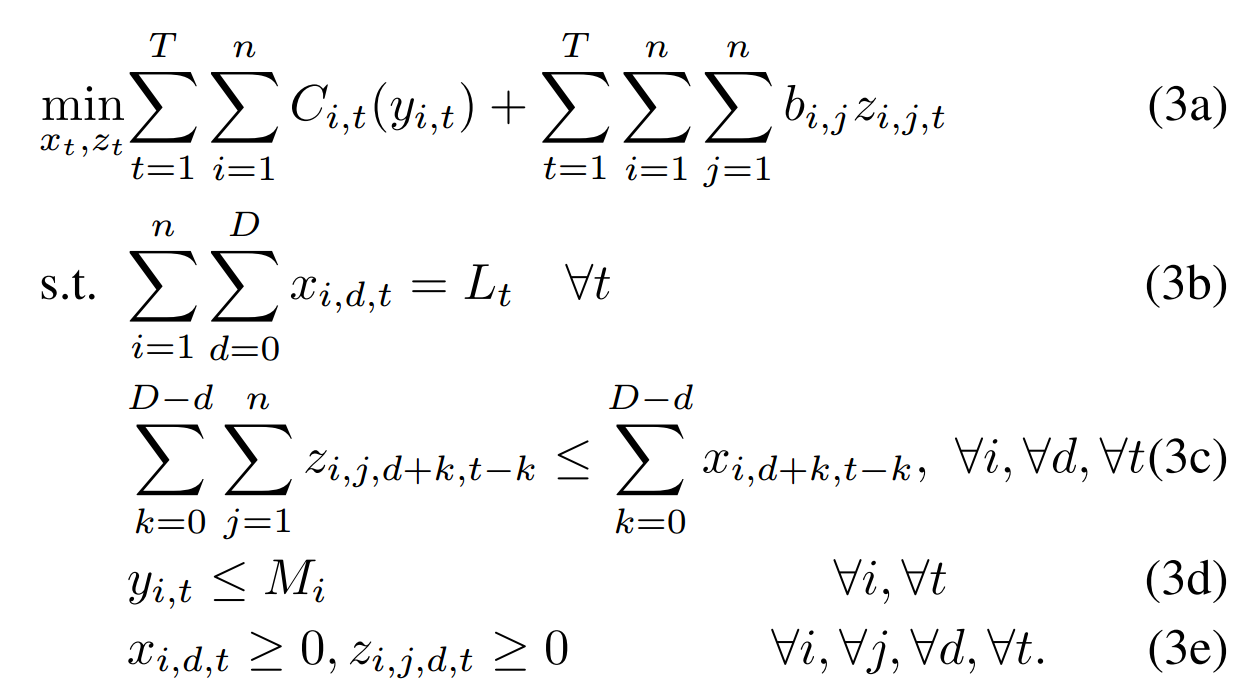 min_{x_t,z_t} \sum_{t=1}^{T} \sum_{i=1}^{n} C_{i,t}(y_{i,t}) + \sum_{t=1}^{T} \sum_{i=1}^{n} \sum_{j=1}^{n} b_{i,j} z_{i,j,t} (3a)
s.t. \sum_{i=1}^{n} \sum_{d=0}^{D} x_{i,d,t} = L_t ∀t (3b)
\sum_{k=0}^{D-d} \sum_{j=1}^{n} z_{i,j,d+k,t-k} ≤ \sum_{k=0}^{D-d} x_{i,d+k,t-k}, ∀i, ∀d, ∀t (3c)
y_{i,t} ≤ M_i ∀i, ∀t (3d)
x_{i,d,t} ≥ 0, z_{i,j,d,t} ≥ 0 ∀i, ∀j, ∀d, ∀t. (3e)